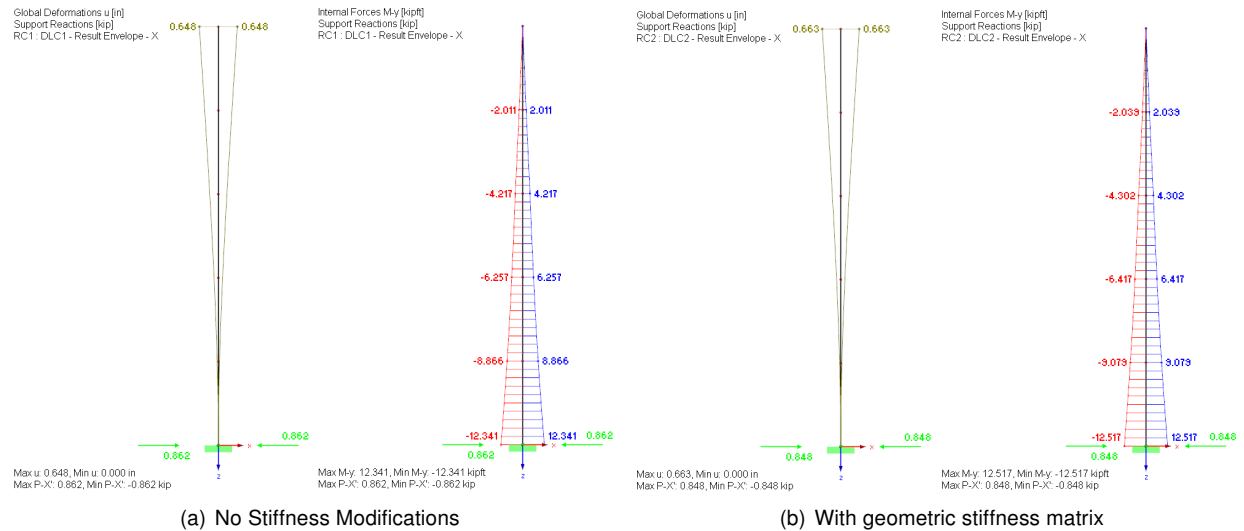 Global Deformations u [in]
Support Reactions [kip]
RC1 : DLC1 - Result Envelope - X
0.648
0.648
0.862
0.862
x
z
Max u: 0.648, Min u: 0.000 in
Max P-X': 0.862, Min P-X': -0.862 kip
Internal Forces M-y [kipft]
Support Reactions [kip]
RC1 : DLC1 - Result Envelope - X
-2.011
2.011
-4.217
4.217
-6.257
6.257
-8.866
8.866
-12.341
12.341
0.862
0.862
x
z
Max M-y: 12.341, Min M-y: -12.341 kipft
Max P-X': 0.862, Min P-X': -0.862 kip
(a) No Stiffness Modifications
Global Deformations u [in]
Support Reactions [kip]
RC2 : DLC2 - Result Envelope - X
0.663
0.663
0.848
0.848
x
z
Max u: 0.663, Min u: 0.000 in
Max P-X': 0.848, Min P-X': -0.848 kip
Internal Forces M-y [kipft]
Support Reactions [kip]
RC2 : DLC2 - Result Envelope - X
-2.039
2.039
-4.302
4.302
-6.417
6.417
-9.079
9.079
-12.517
12.517
0.848
0.848
x
z
Max M-y: 12.517, Min M-y: -12.517 kipft
Max P-X': 0.848, Min P-X': -0.848 kip
(b) With geometric stiffness matrix